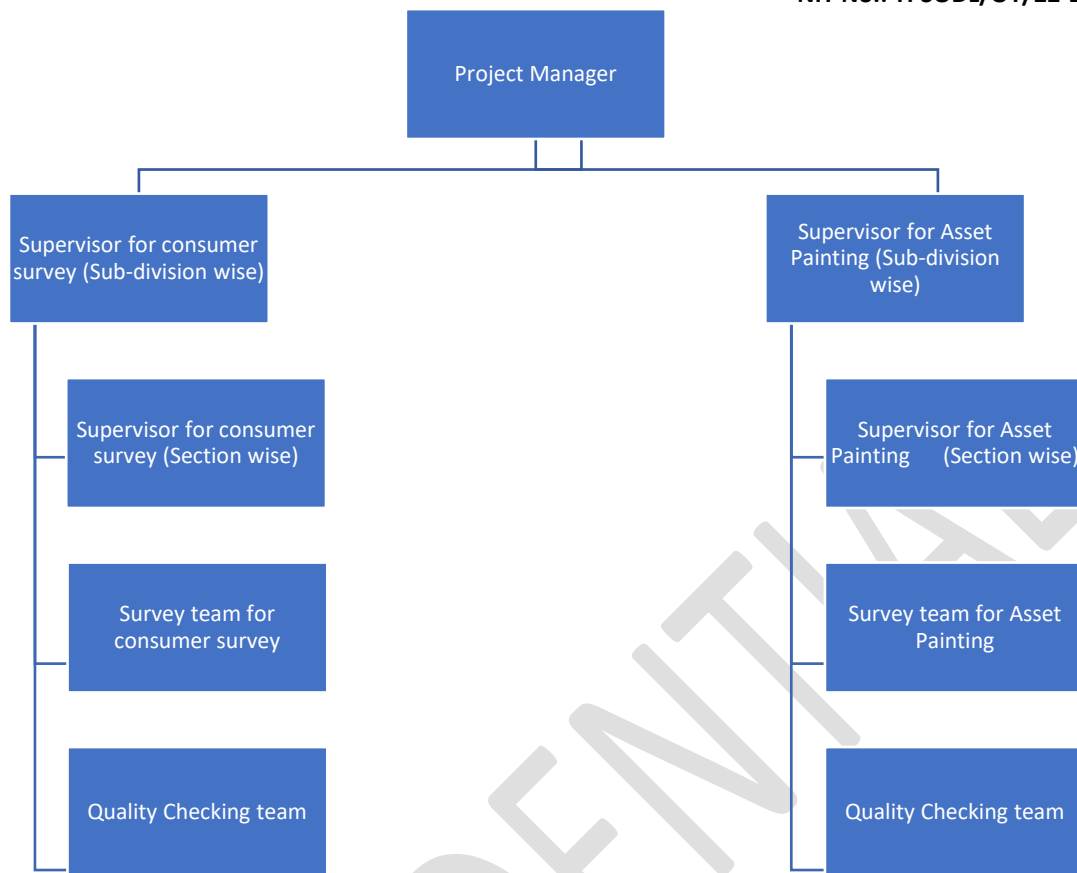 Project Manager
Supervisor for consumer
survey (Sub-division wise)
Supervisor for Asset
Painting (Sub-division
wise)
Supervisor for consumer
survey (Section wise)
Supervisor for Asset
Painting (Section wise)
Survey team for
consumer survey
Survey team for Asset
Painting
Quality Checking team
Quality Checking team